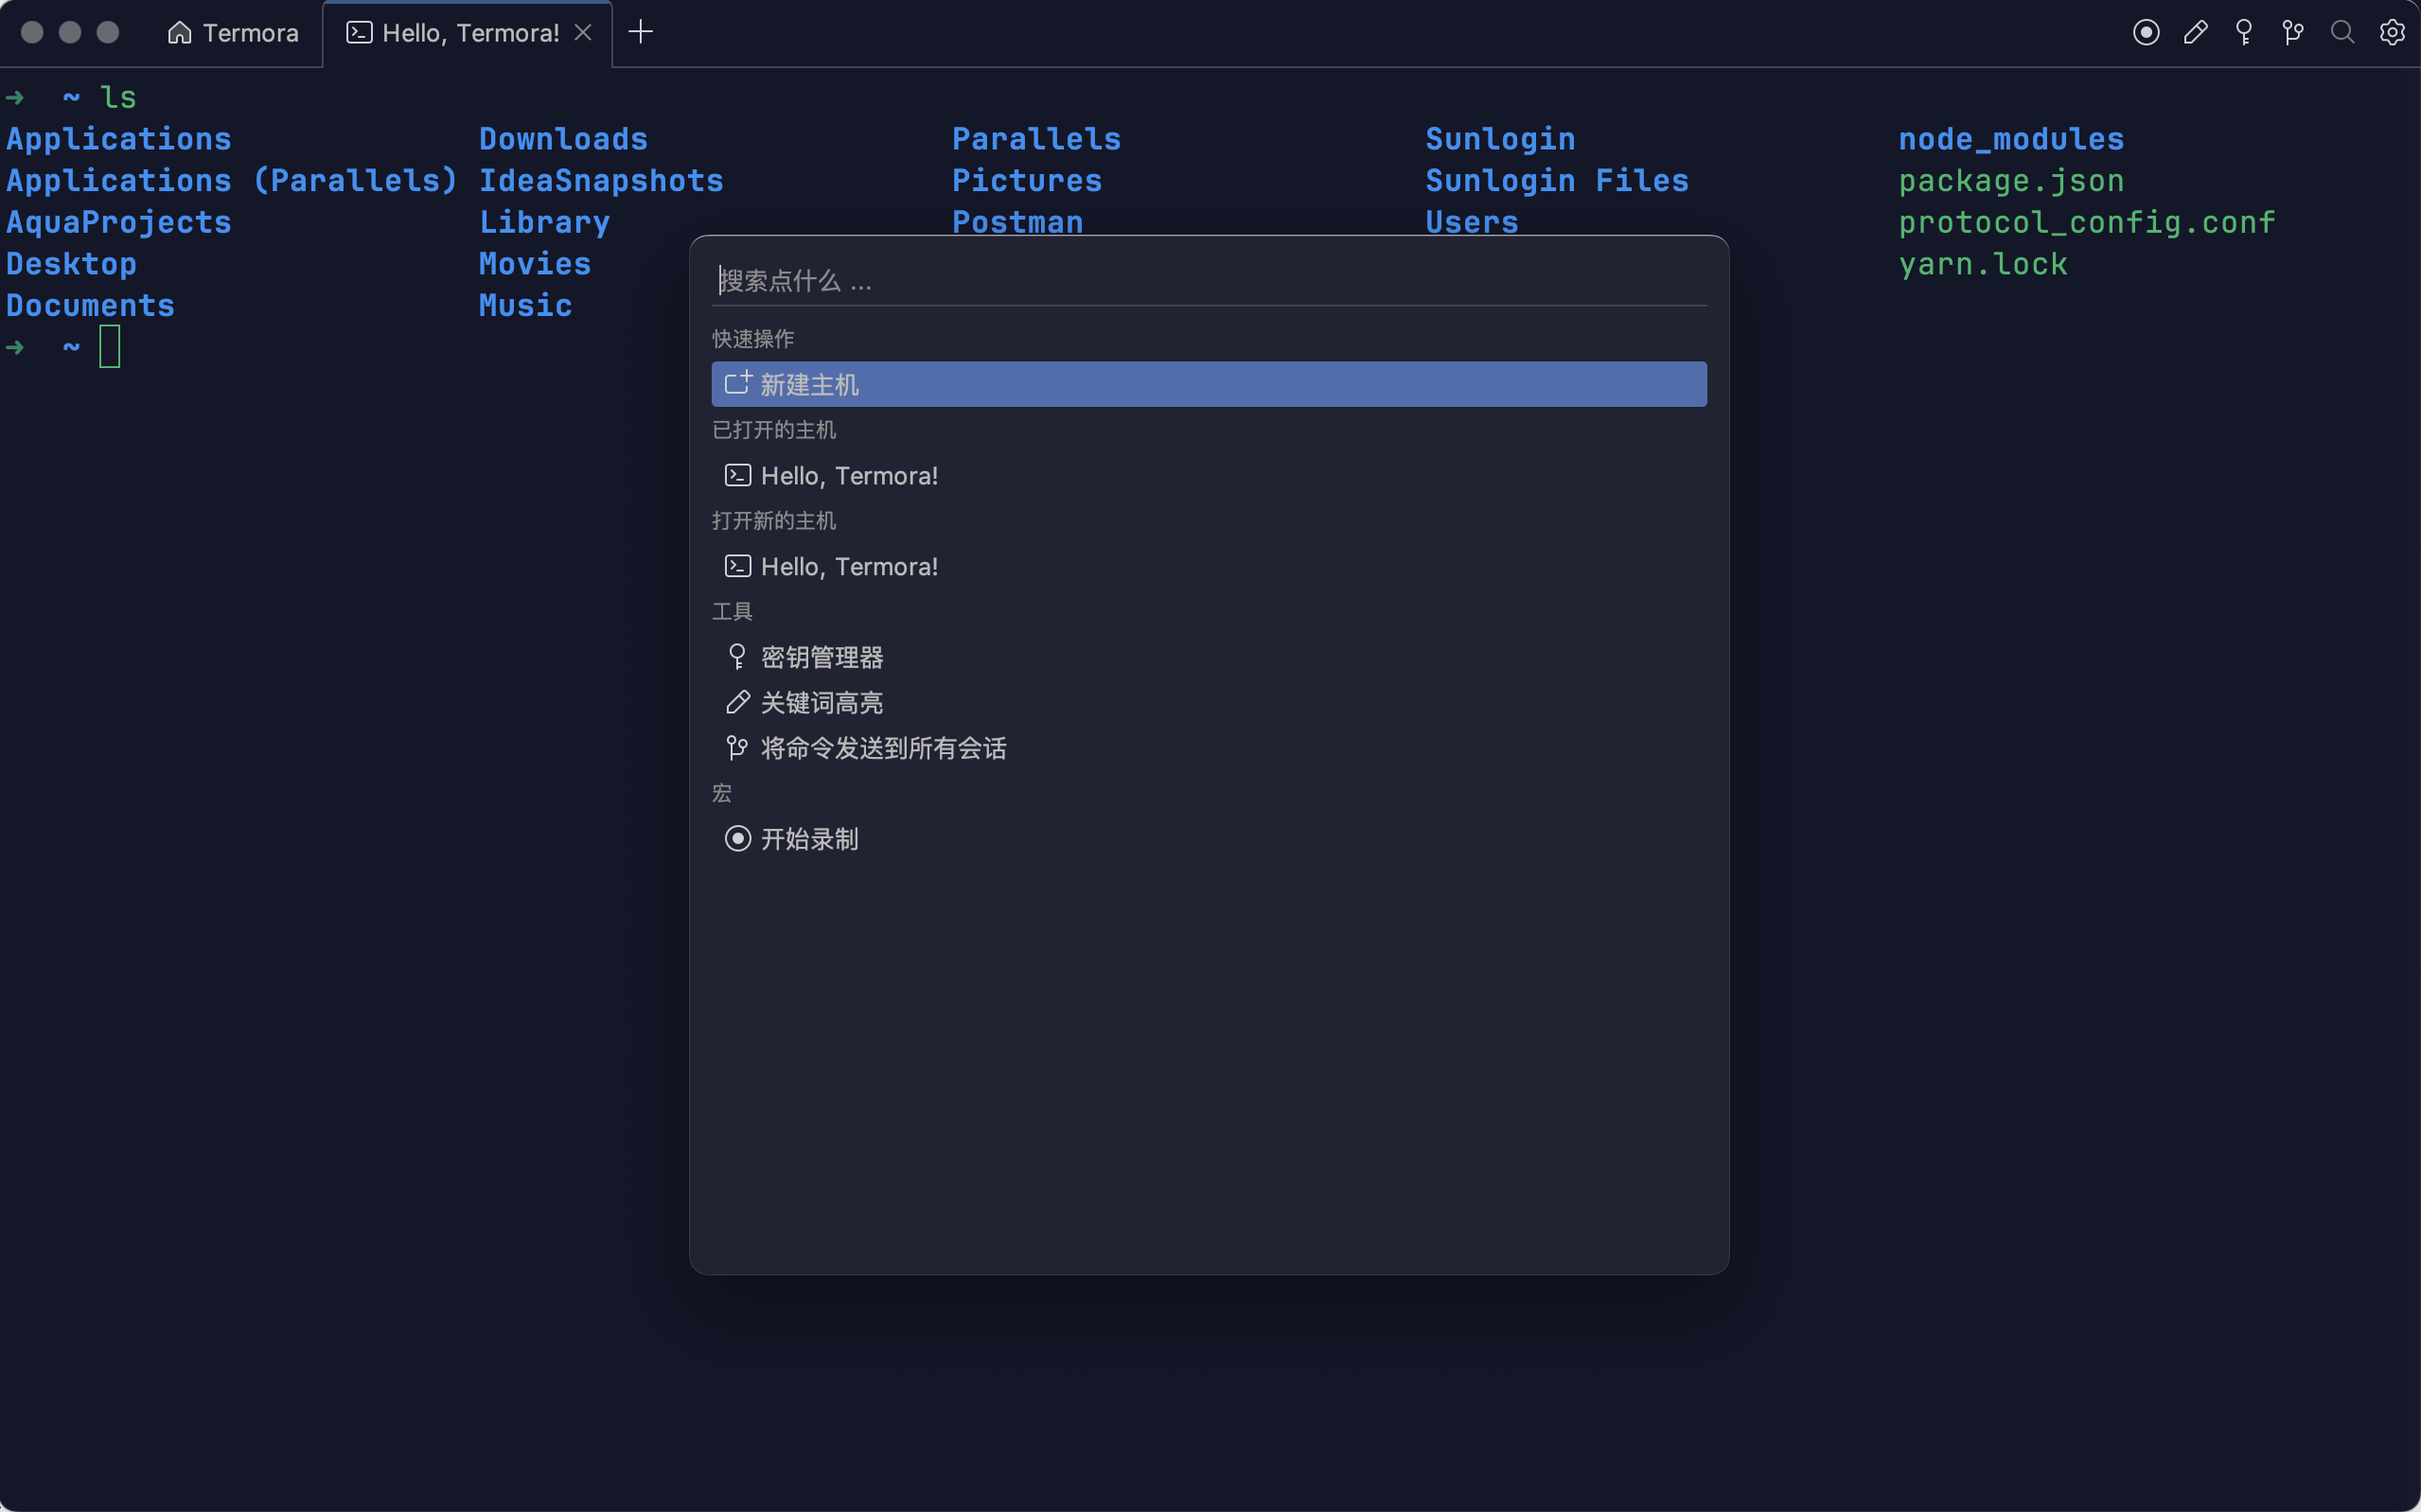 Termora
Hello, Termora!
➜ ~ ls
Applications Downloads Parallels Sunlogin node_modules
Applications (Parallels) IdeaSnapshots Pictures Sunlogin Files package.json
AquaProjects Library Postman Users protocol_config.conf
Desktop Movies yarn.lock
Documents Music
➜ ~
搜索点什么 ...
快速操作
新建主机
已打开的主机
Hello, Termora!
打开新的主机
Hello, Termora!
工具
密钥管理器
关键词高亮
将命令发送到所有会话
宏
开始录制